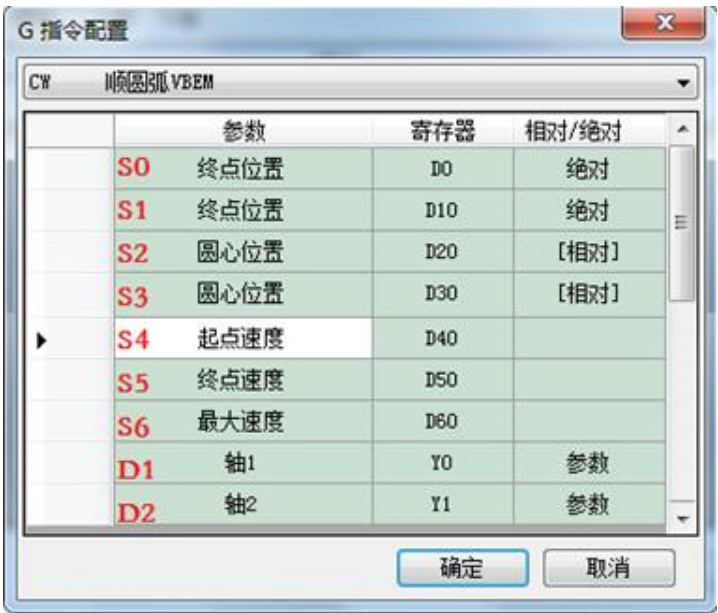 G 指令配置
CW 顺圆弧 VBEM
参数 寄存器 相对/绝对
S0 终点位置 D0 绝对
S1 终点位置 D10 绝对
S2 圆心位置 D20 [相对]
S3 圆心位置 D30 [相对]
S4 起点速度 D40
S5 终点速度 D50
S6 最大速度 D60
D1 轴1 Y0 参数
D2 轴2 Y1 参数
确定 取消